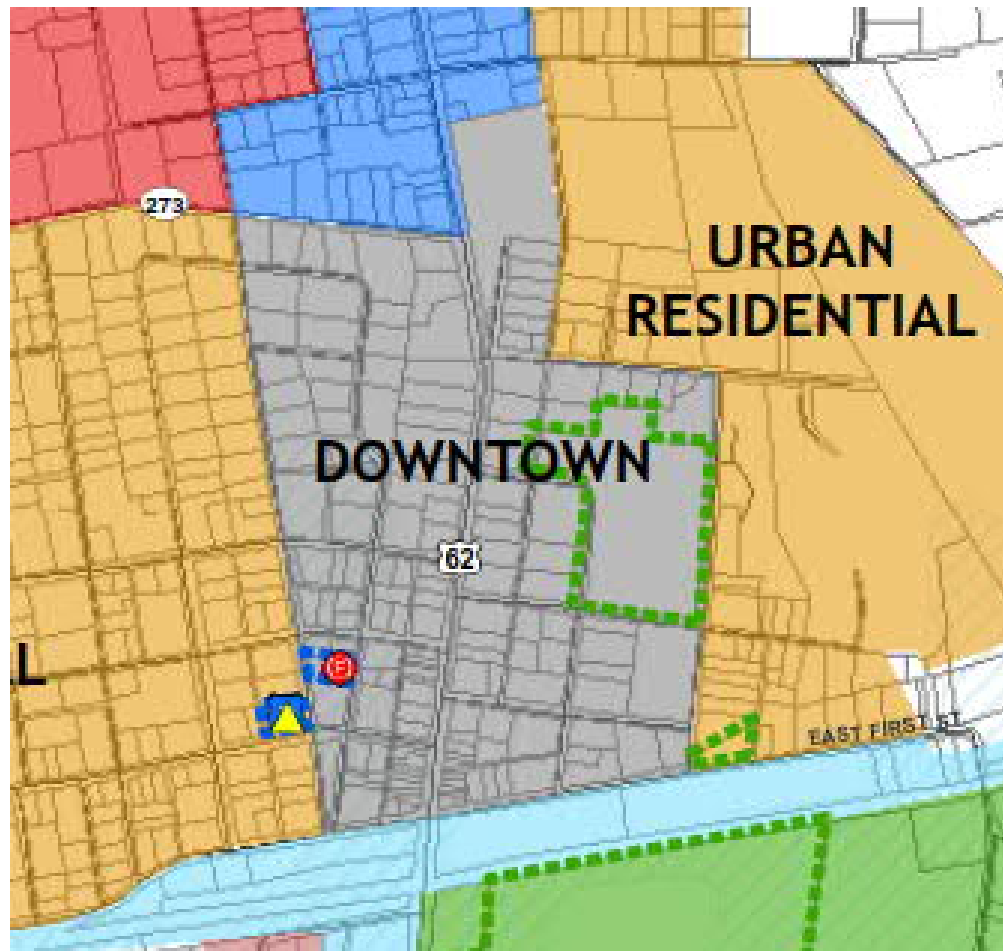 273
URBAN
RESIDENTIAL
DOWNTOWN
62
L
F
EAST FIRST ST